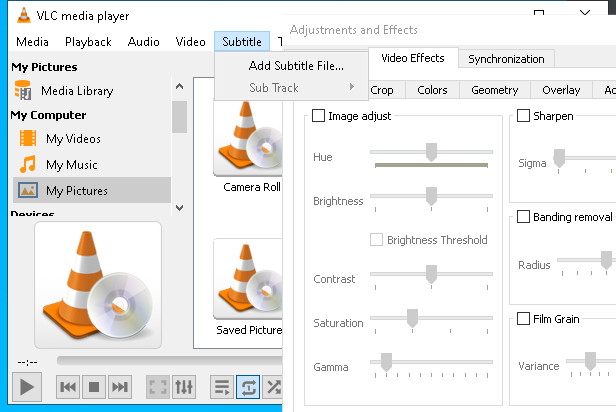 VLC media player
Media Playback Audio Video Subtitle
Add Subtitle File...
Sub Track
My Pictures
Media Library
My Computer
My Videos
My Music
My Pictures
Devices
Camera Roll
Saved Picture
--:--
Adjustments and Effects
Video Effects Synchronization
Crop Colors Geometry Overlay
Image adjust
Hue
Brightness
Brightness Threshold
Contrast
Saturation
Gamma
Sharpen
Sigma
Banding removal
Radius
Film Grain
Variance